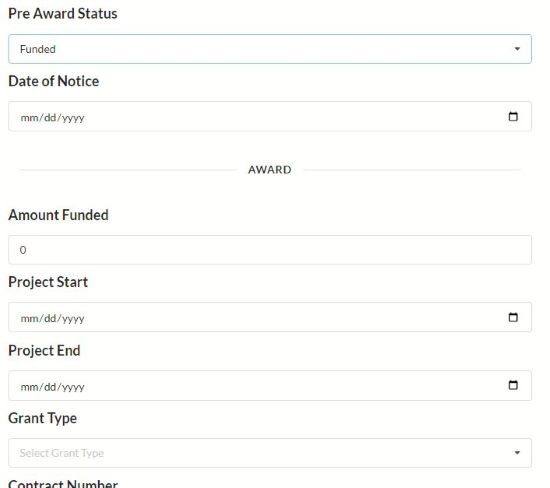 Pre Award Status
Funded
Date of Notice
mm/dd/yyyy
AWARD
Amount Funded
0
Project Start
mm/dd/yyyy
Project End
mm/dd/yyyy
Grant Type
Select Grant Type
Contract Number